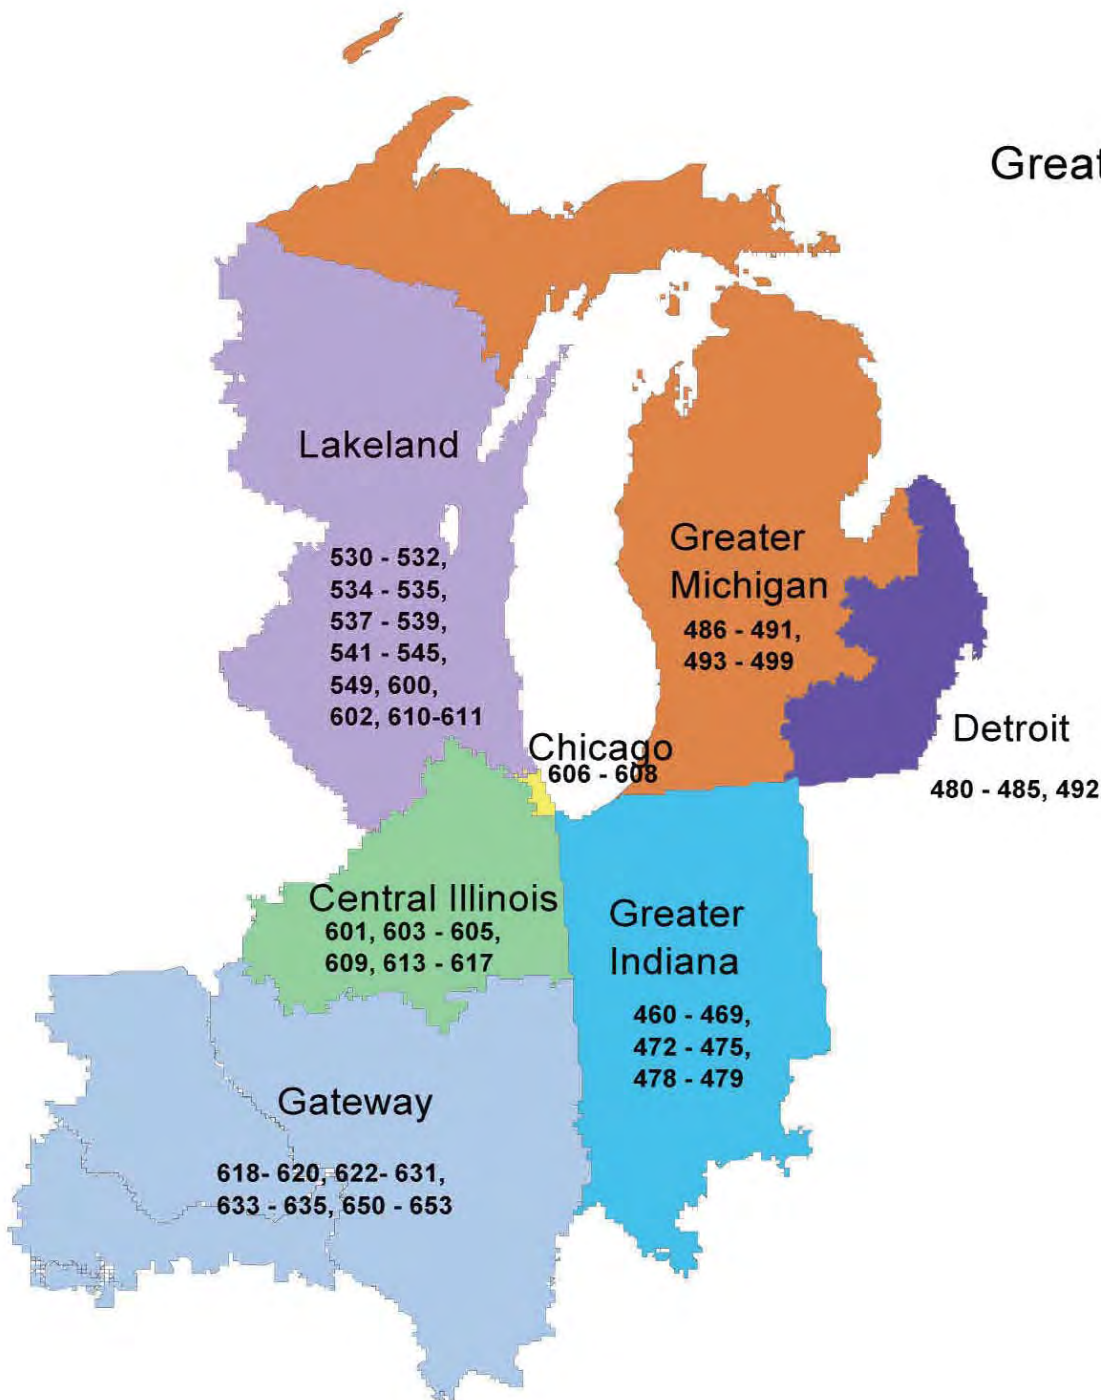 Great
Lakeland
530 - 532,
534 - 535,
537 - 539,
541 - 545,
549, 600,
602, 610-611
Greater
Michigan
486 - 491,
493 - 499
Detroit
480 - 485, 492
Chicago
606 - 608
Central Illinois
601, 603 - 605,
609, 613 - 617
Greater
Indiana
460 - 469,
472 - 475,
478 - 479
Gateway
618- 620, 622- 631,
633 - 635, 650 - 653